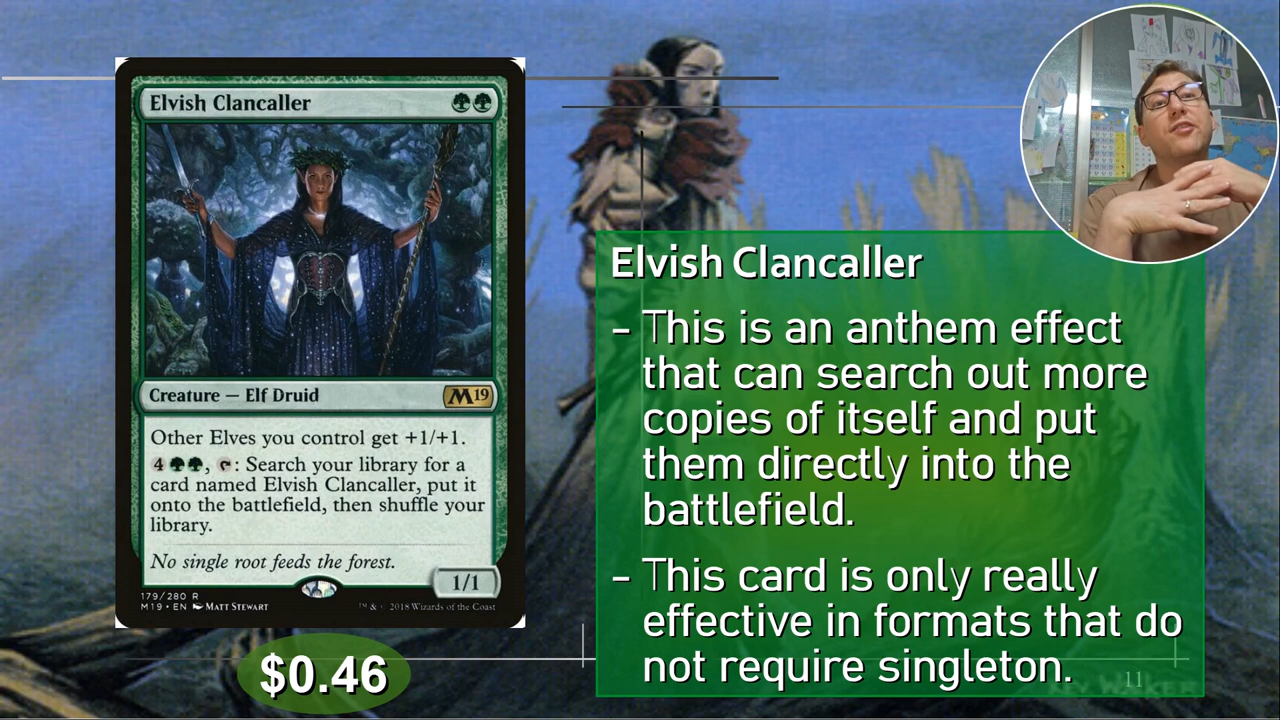 Elvish Clancaller
Creature — Elf Druid
M19
Other Elves you control get +1/+1.
4, : Search your library for a
card named Elvish Clancaller, put it
onto the battlefield, then shuffle your
library.
No single root feeds the forest.
1/1
179/280 R
M19 • EN MATT STEWART
™ & © 2018 Wizards of the Coast
$0.46
Elvish Clancaller
- This is an anthem effect
that can search out more
copies of itself and put
them directly into the
battlefield.
- This card is only really
effective in formats that do
not require singleton.
11